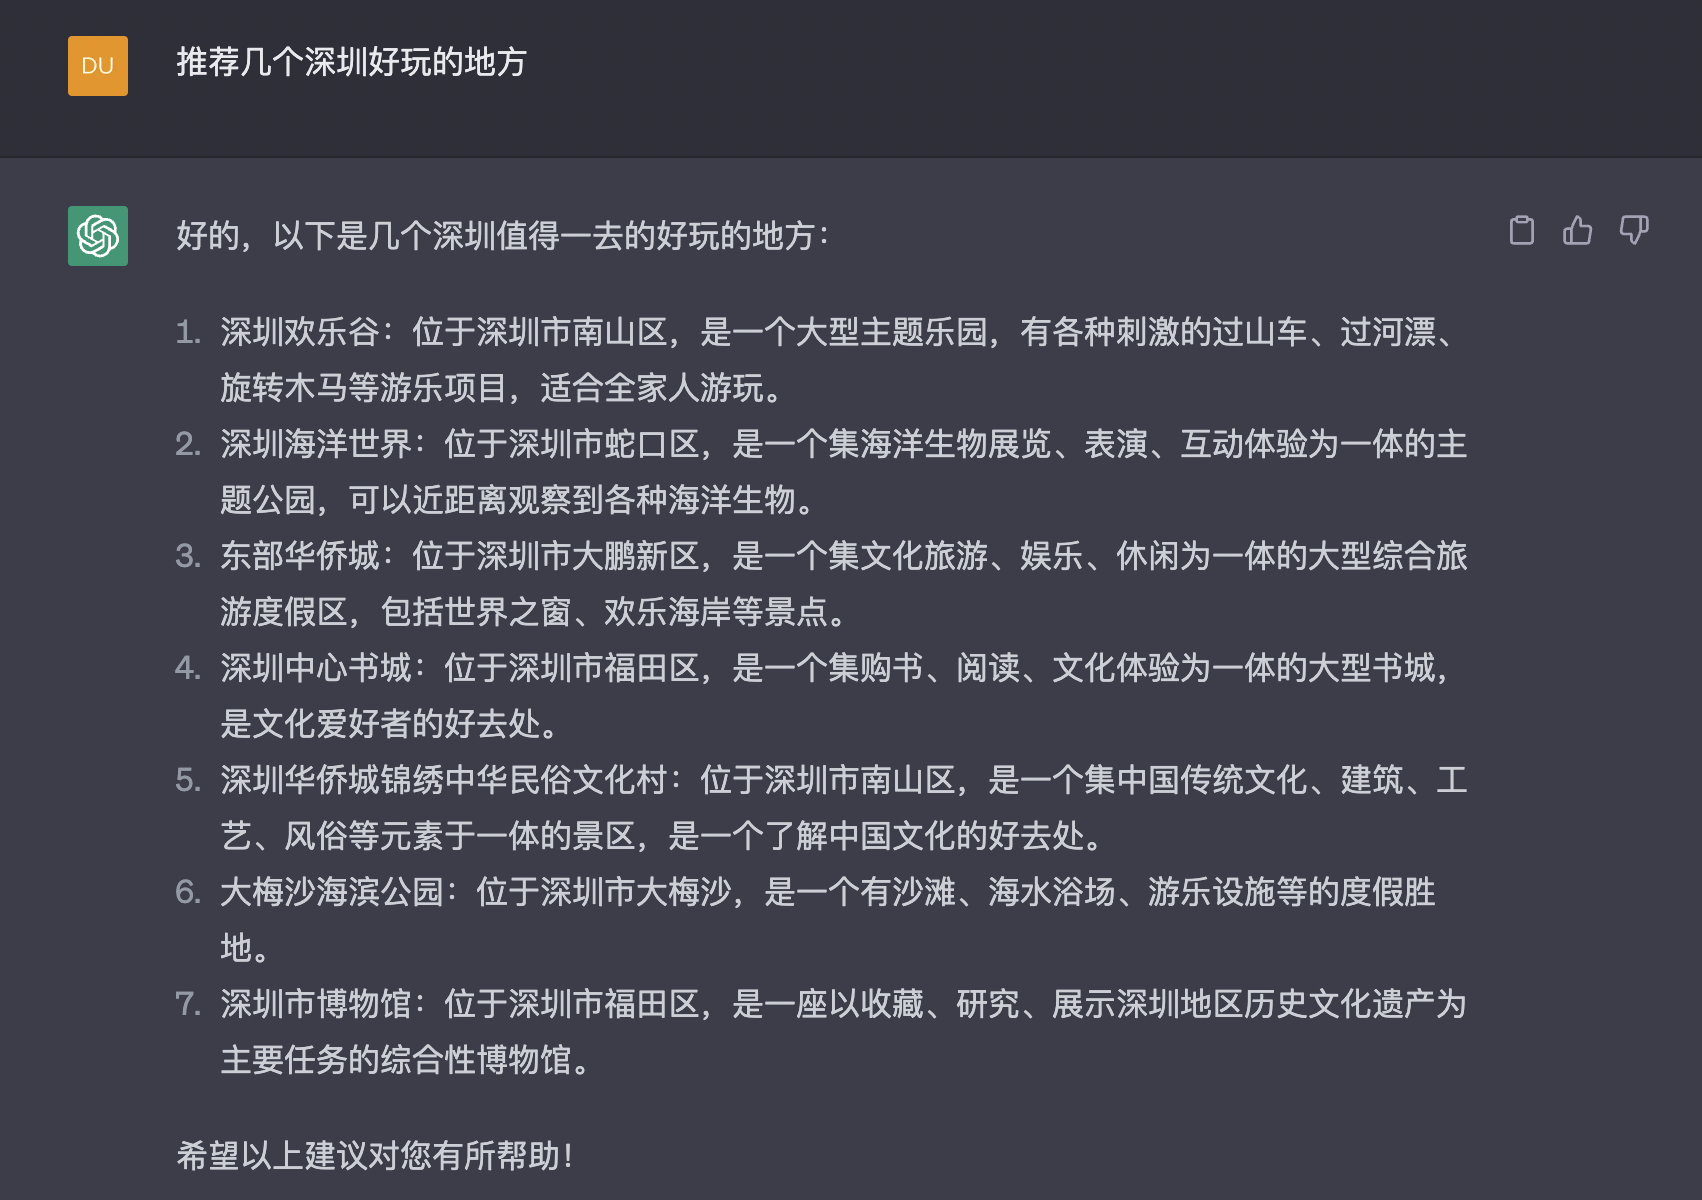 DU
推荐几个深圳好玩的地方
好的，以下是几个深圳值得一去的好玩的地方：
1. 深圳欢乐谷：位于深圳市南山区，是一个大型主题乐园，有各种刺激的过山车、过河漂、
旋转木马等游乐项目，适合全家人游玩。
2. 深圳海洋世界：位于深圳市蛇口区，是一个集海洋生物展览、表演、互动体验为一体的主
题公园，可以近距离观察到各种海洋生物。
3. 东部华侨城：位于深圳市大鹏新区，是一个集文化旅游、娱乐、休闲为一体的大型综合旅
游度假区，包括世界之窗、欢乐海岸等景点。
4. 深圳中心书城：位于深圳市福田区，是一个集购书、阅读、文化体验为一体的大型书城，
是文化爱好者的好去处。
5. 深圳华侨城锦绣中华民俗文化村：位于深圳市南山区，是一个集中国传统文化、建筑、工
艺、风俗等元素于一体的景区，是一个了解中国文化的好去处。
6. 大梅沙海滨公园：位于深圳市大梅沙，是一个有沙滩、海水浴场、游乐设施等的度假胜
地。
7. 深圳市博物馆：位于深圳市福田区，是一座以收藏、研究、展示深圳地区历史文化遗产为
主要任务的综合性博物馆。
希望以上建议对您有所帮助！